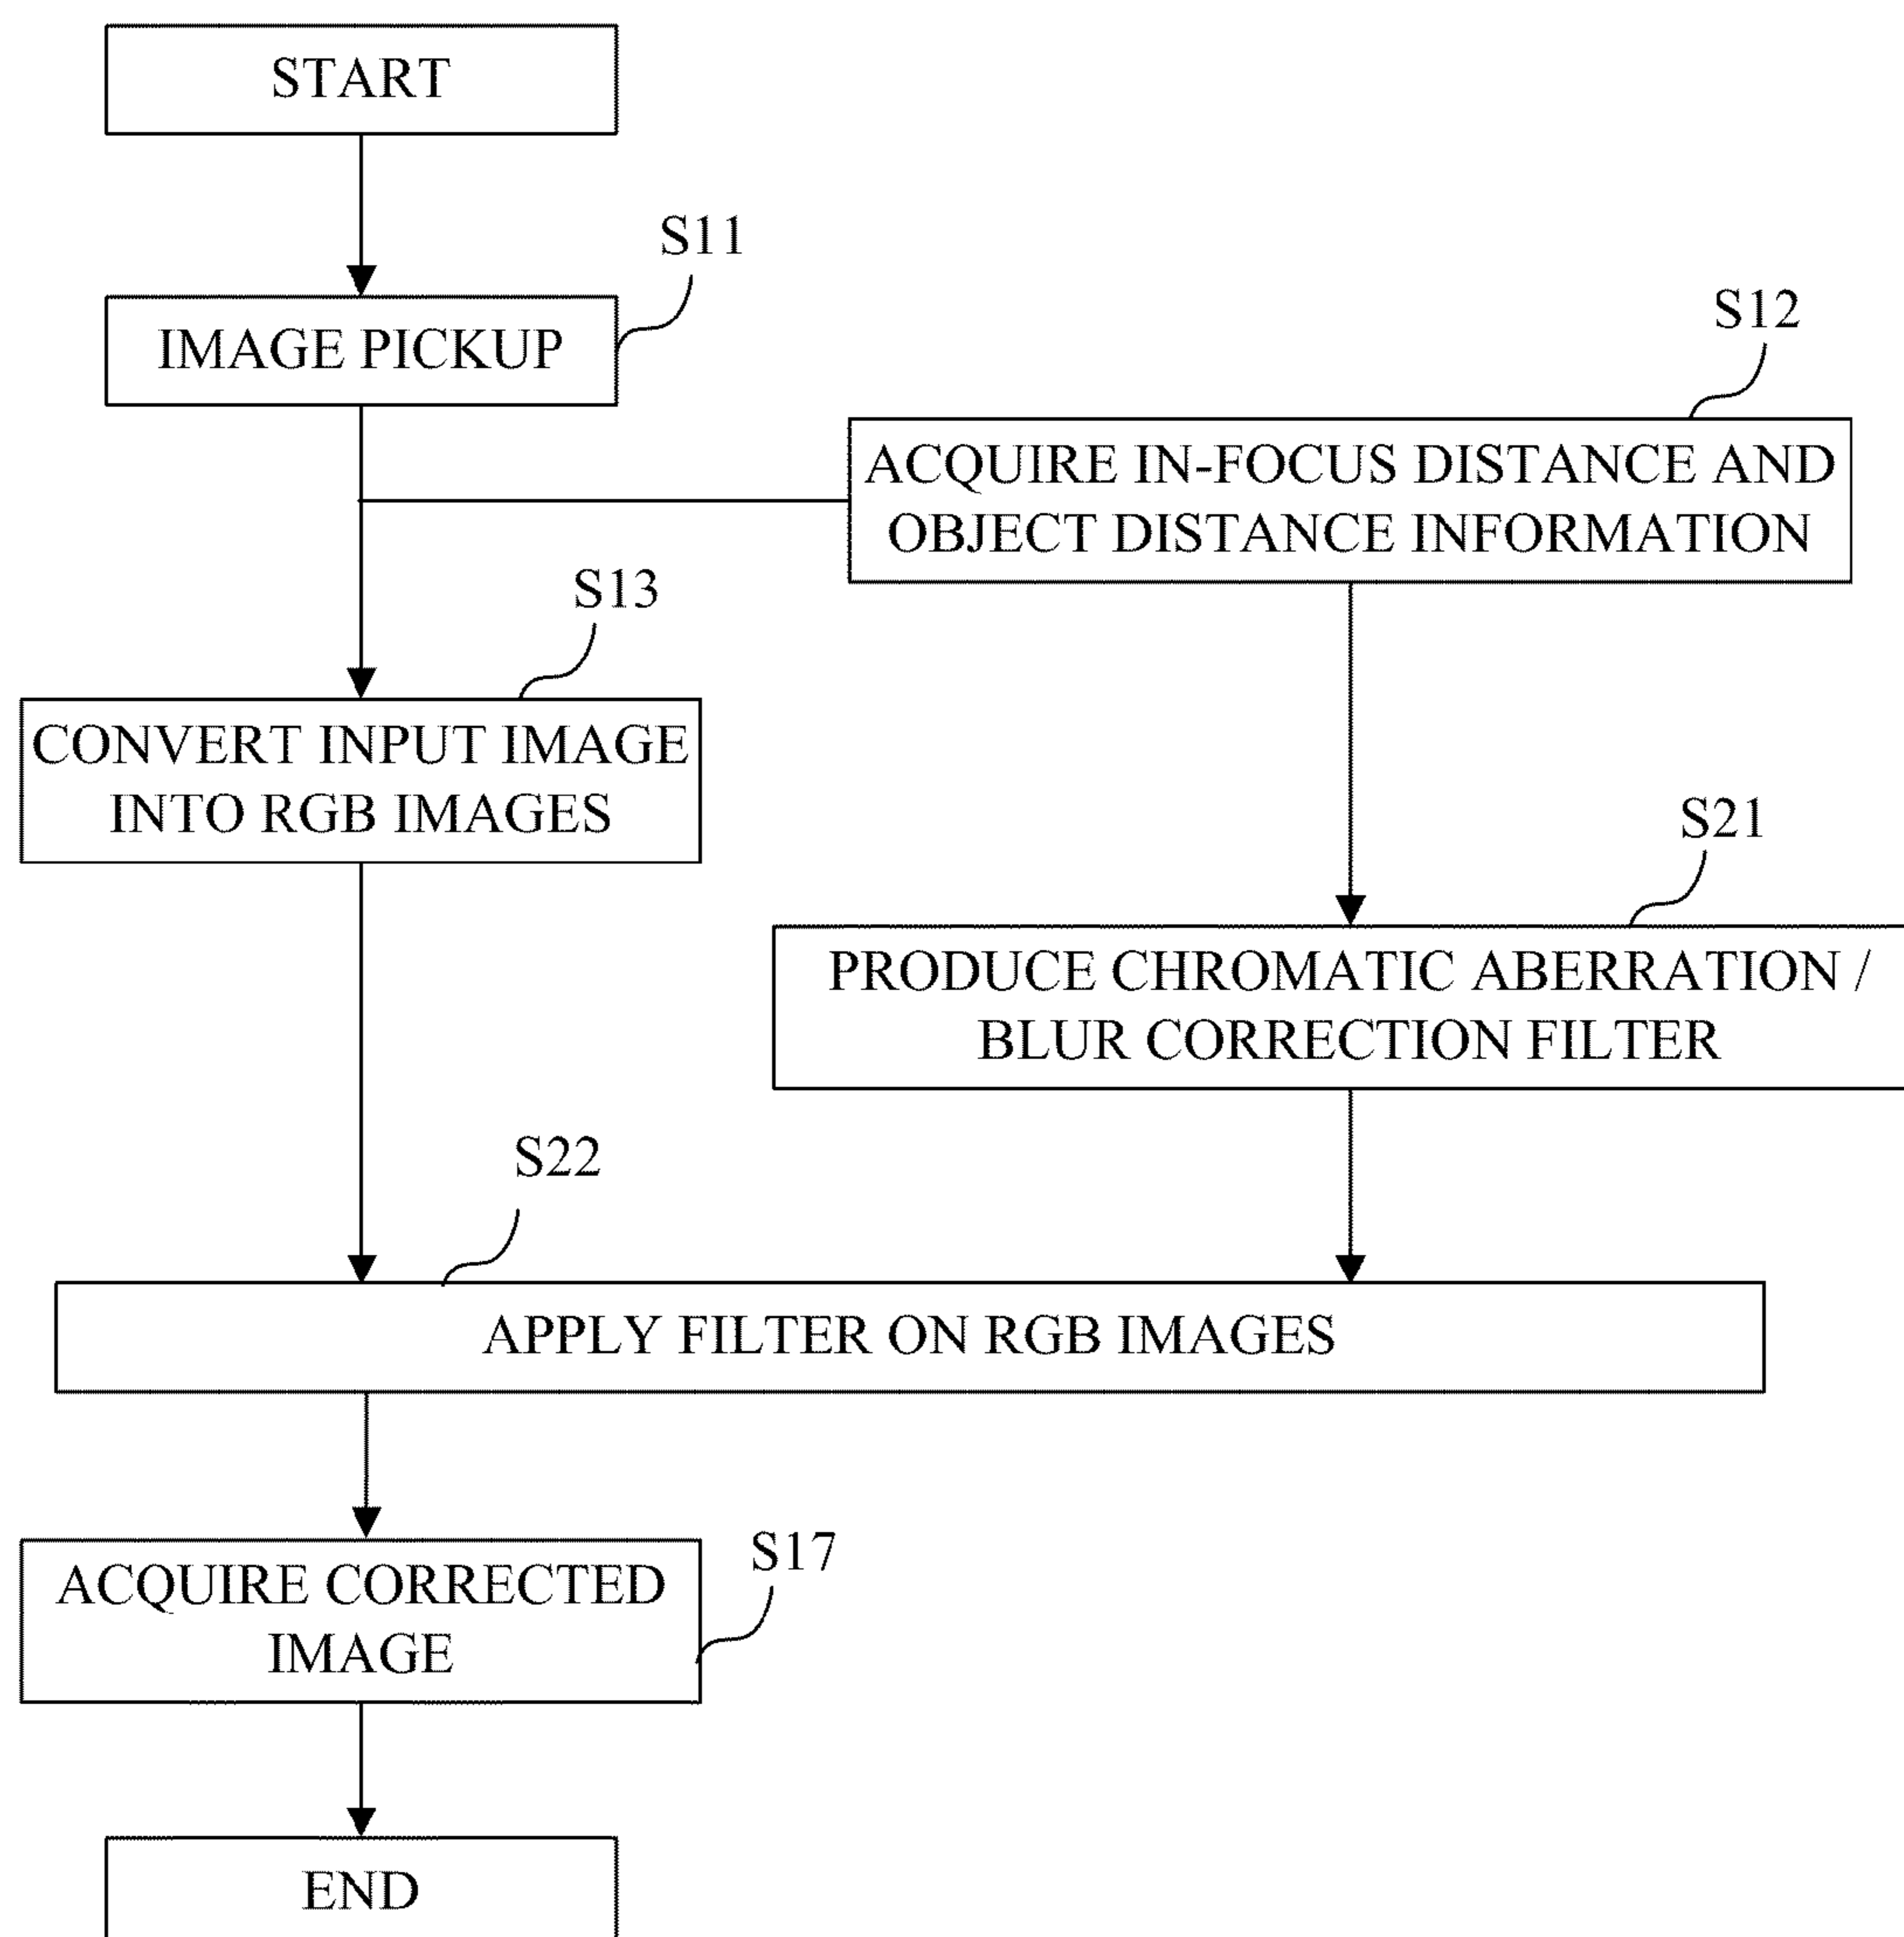 START
S11
IMAGE PICKUP
S12
ACQUIRE IN-FOCUS DISTANCE AND
OBJECT DISTANCE INFORMATION
S13
CONVERT INPUT IMAGE
INTO RGB IMAGES
S21
PRODUCE CHROMATIC ABERRATION /
BLUR CORRECTION FILTER
S22
APPLY FILTER ON RGB IMAGES
S17
ACQUIRE CORRECTED
IMAGE
END